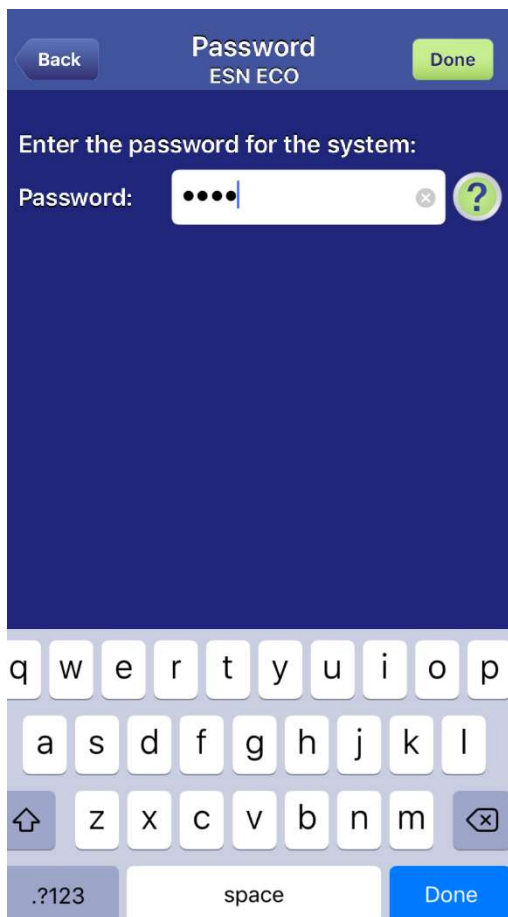 Back
Password
ESN ECO
Done
Enter the password for the system:
Password: ••••
?
q w e r t y u i o p
a s d f g h j k l
z x c v b n m
.?123 space Done